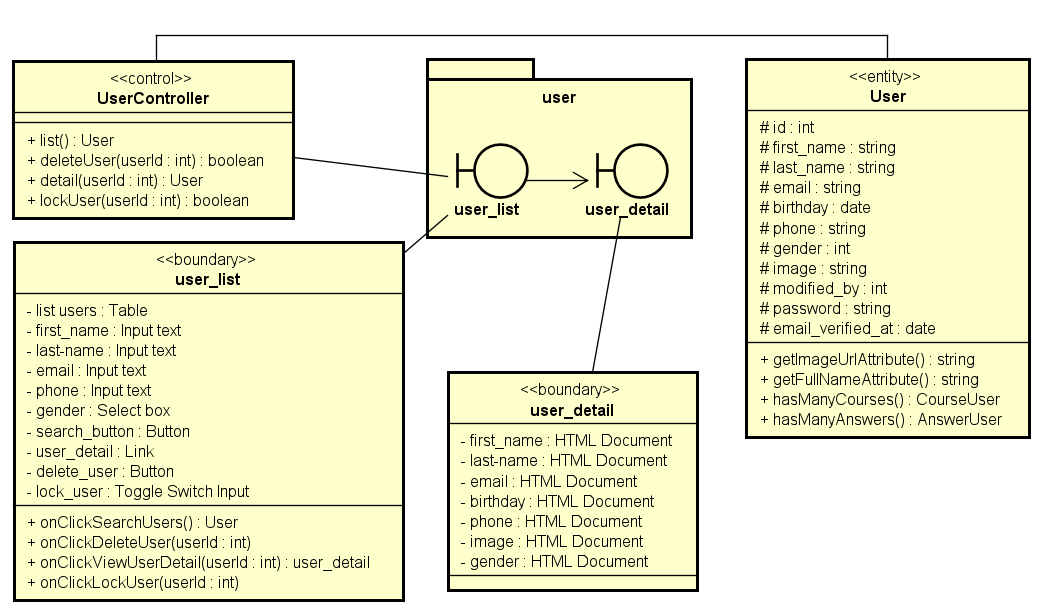 <<control>>
UserController
+ list() : User
+ deleteUser(userId : int) : boolean
+ detail(userId : int) : User
+ lockUser(userId : int) : boolean
user
user_list
user_detail
<<entity>>
User
# id : int
# first_name : string
# last_name : string
# email : string
# birthday : date
# phone : string
# gender : int
# image : string
# modified_by : int
# password : string
# email_verified_at : date
+ getImageUrlAttribute() : string
+ getFullNameAttribute() : string
+ hasManyCourses() : CourseUser
+ hasManyAnswers() : AnswerUser
<<boundary>>
user_list
- list users : Table
- first_name : Input text
- last-name : Input text
- email : Input text
- phone : Input text
- gender : Select box
- search_button : Button
- user_detail : Link
- delete_user : Button
- lock_user : Toggle Switch Input
+ onClickSearchUsers() : User
+ onClickDeleteUser(userId : int)
+ onClickViewUserDetail(userId : int) : user_detail
+ onClickLockUser(userId : int)
<<boundary>>
user_detail
- first_name : HTML Document
- last-name : HTML Document
- email : HTML Document
- birthday : HTML Document
- phone : HTML Document
- image : HTML Document
- gender : HTML Document